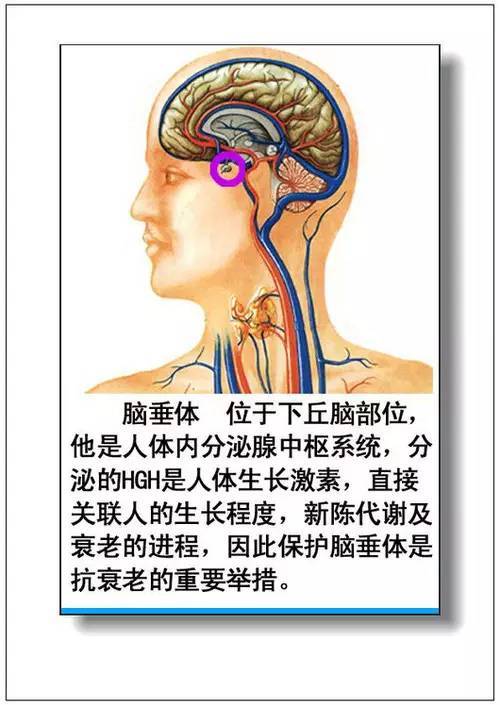 脑垂体 位于下丘脑部位，
他是人体内分泌腺中枢系统，分
泌的HGH是人体生长激素，直接
关联人的生长程度，新陈代谢及
衰老的进程，因此保护脑垂体是
抗衰老的重要举措。